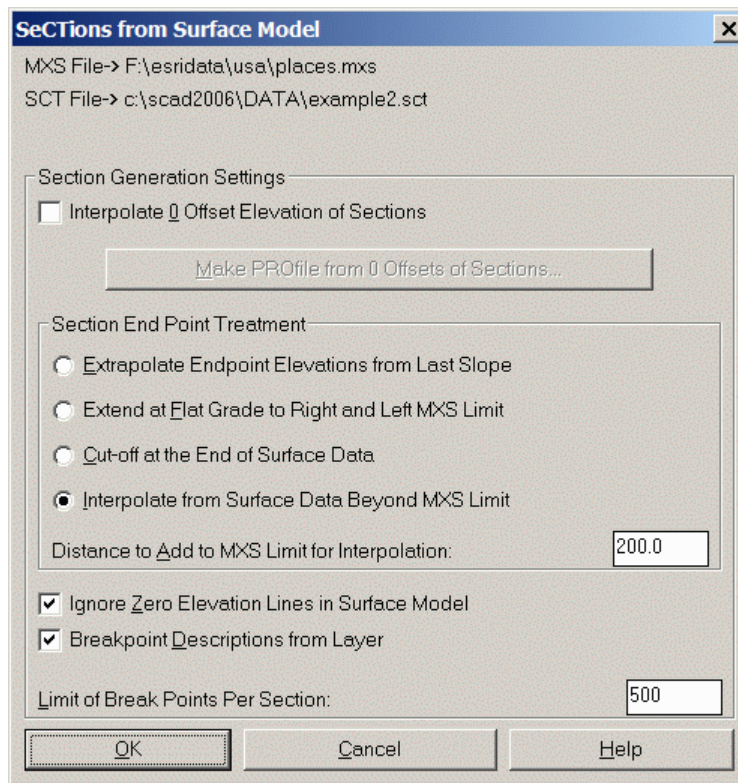 SeCTions from Surface Model
MXS File-> F:\esridata\usa\places.mxs
SCT File-> c:\scad2006\DATA\example2.sct
Section Generation Settings
Interpolate 0 Offset Elevation of Sections
Make PROfile from 0 Offsets of Sections...
Section End Point Treatment
Extrapolate Endpoint Elevations from Last Slope
Extend at Flat Grade to Right and Left MXS Limit
Cut-off at the End of Surface Data
Interpolate from Surface Data Beyond MXS Limit
Distance to Add to MXS Limit for Interpolation: 200.0
Ignore Zero Elevation Lines in Surface Model
Breakpoint Descriptions from Layer
Limit of Break Points Per Section: 500
OK Cancel Help